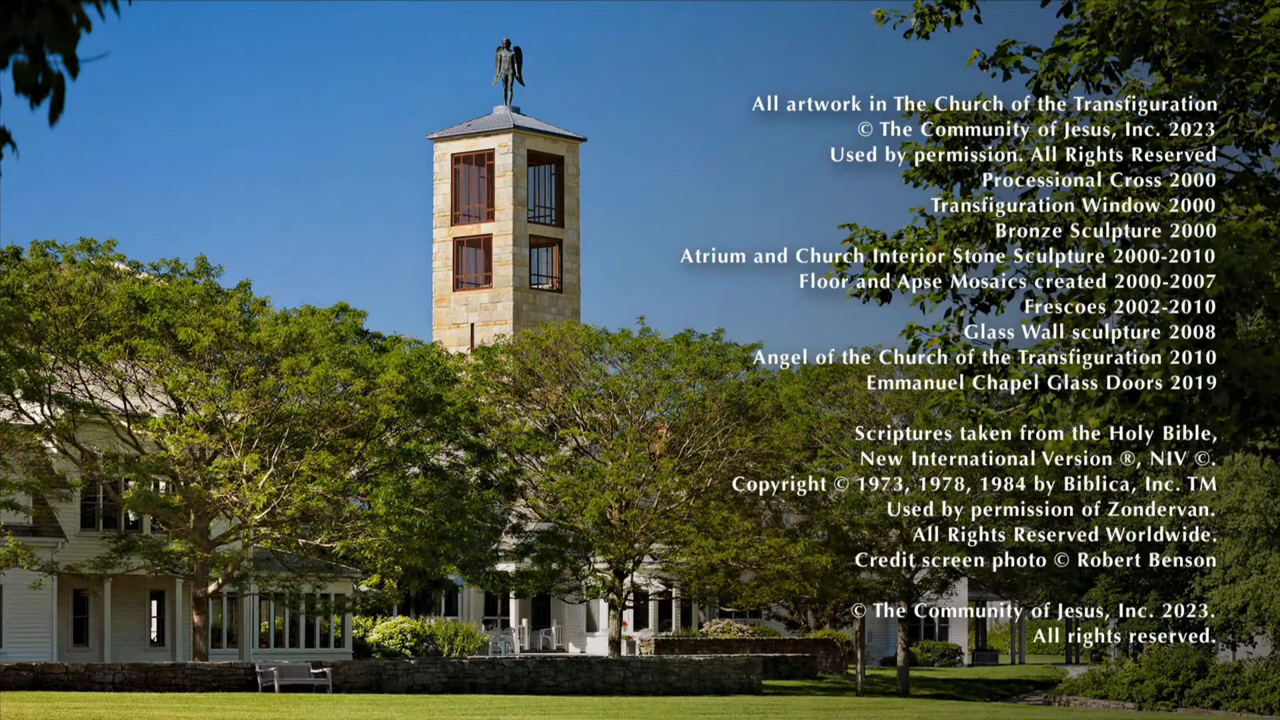 All artwork in The Church of the Transfiguration
© The Community of Jesus, Inc. 2023
Used by permission. All Rights Reserved
Processional Cross 2000
Transfiguration Window 2000
Bronze Sculpture 2000
Atrium and Church Interior Stone Sculpture 2000-2010
Floor and Apse Mosaics created 2000-2007
Frescoes 2002-2010
Glass Wall sculpture 2008
Angel of the Church of the Transfiguration 2010
Emmanuel Chapel Glass Doors 2019
Scriptures taken from the Holy Bible,
New International Version ®, NIV ©.
Copyright © 1973, 1978, 1984 by Biblica, Inc. TM
Used by permission of Zondervan.
All Rights Reserved Worldwide.
Credit screen photo © Robert Benson
© The Community of Jesus, Inc. 2023.
All rights reserved.